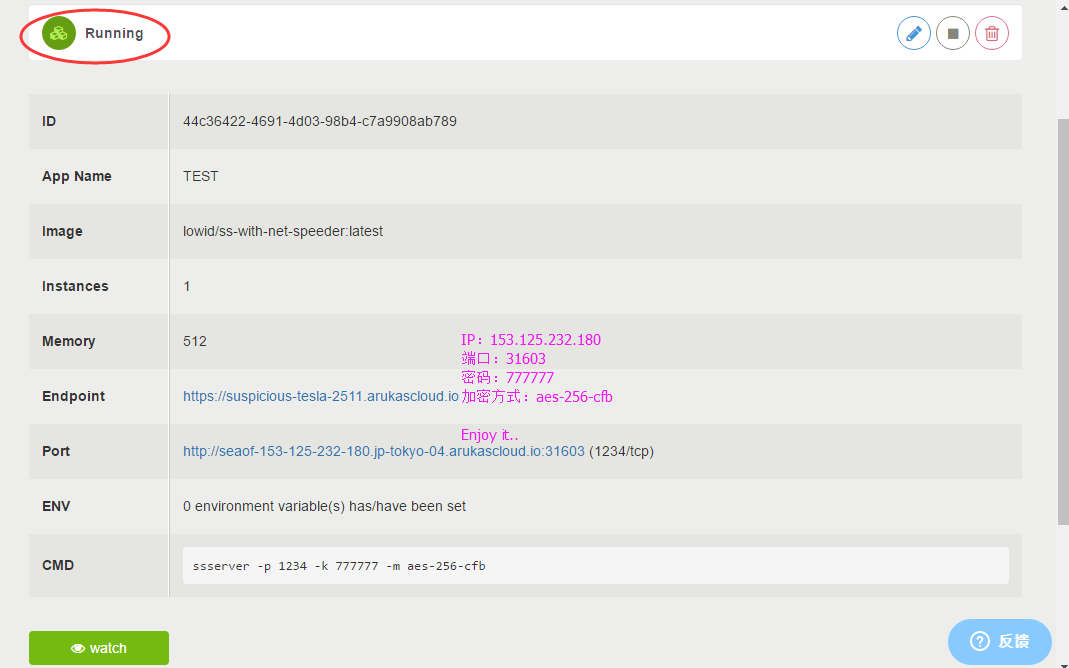 Running
ID
44c36422-4691-4d03-98b4-c7a9908ab789
App Name
TEST
Image
lowid/ss-with-net-speeder:latest
Instances
1
Memory
512
IP：153.125.232.180
端口：31603
密码：777777
加密方式：aes-256-cfb
Enjoy it..
Endpoint
https://suspicious-tesla-2511.arukascloud.io
Port
http://seaof-153-125-232-180.jp-tokyo-04.arukascloud.io:31603 (1234/tcp)
ENV
0 environment variable(s) has/have been set
CMD
ssserver -p 1234 -k 777777 -m aes-256-cfb
watch
反馈